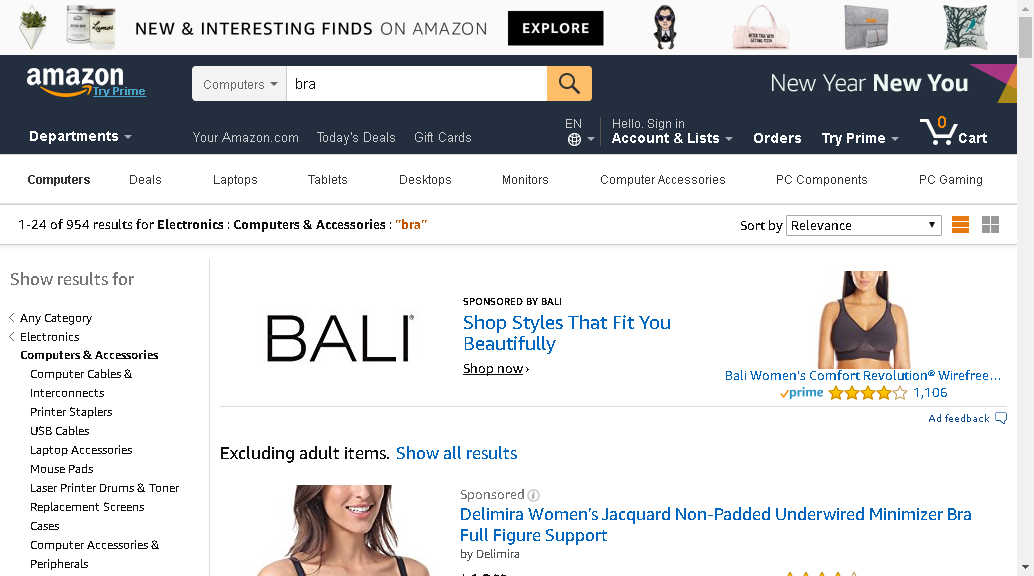 NEW & INTERESTING FINDS ON AMAZON EXPLORE
amazon
Try Prime
Computers
bra
New Year New You
Departments
Your Amazon.com Today's Deals Gift Cards
EN
Hello. Sign in
Account & Lists
Orders
Try Prime
0
Cart
Computers Deals Laptops Tablets Desktops Monitors Computer Accessories PC Components PC Gaming
1-24 of 954 results for Electronics : Computers & Accessories : "bra"
Sort by Relevance
Show results for
Any Category
Electronics
Computers & Accessories
Computer Cables &
Interconnects
Printer Staplers
USB Cables
Laptop Accessories
Mouse Pads
Laser Printer Drums & Toner
Replacement Screens
Cases
Computer Accessories &
Peripherals
BALI®
SPONSORED BY BALI
Shop Styles That Fit You
Beautifully
Shop now ›
Bali Women's Comfort Revolution® Wirefree...
prime 1,106
Ad feedback
Excluding adult items. Show all results
Sponsored
Delimira Women's Jacquard Non-Padded Underwired Minimizer Bra
Full Figure Support
by Delimira